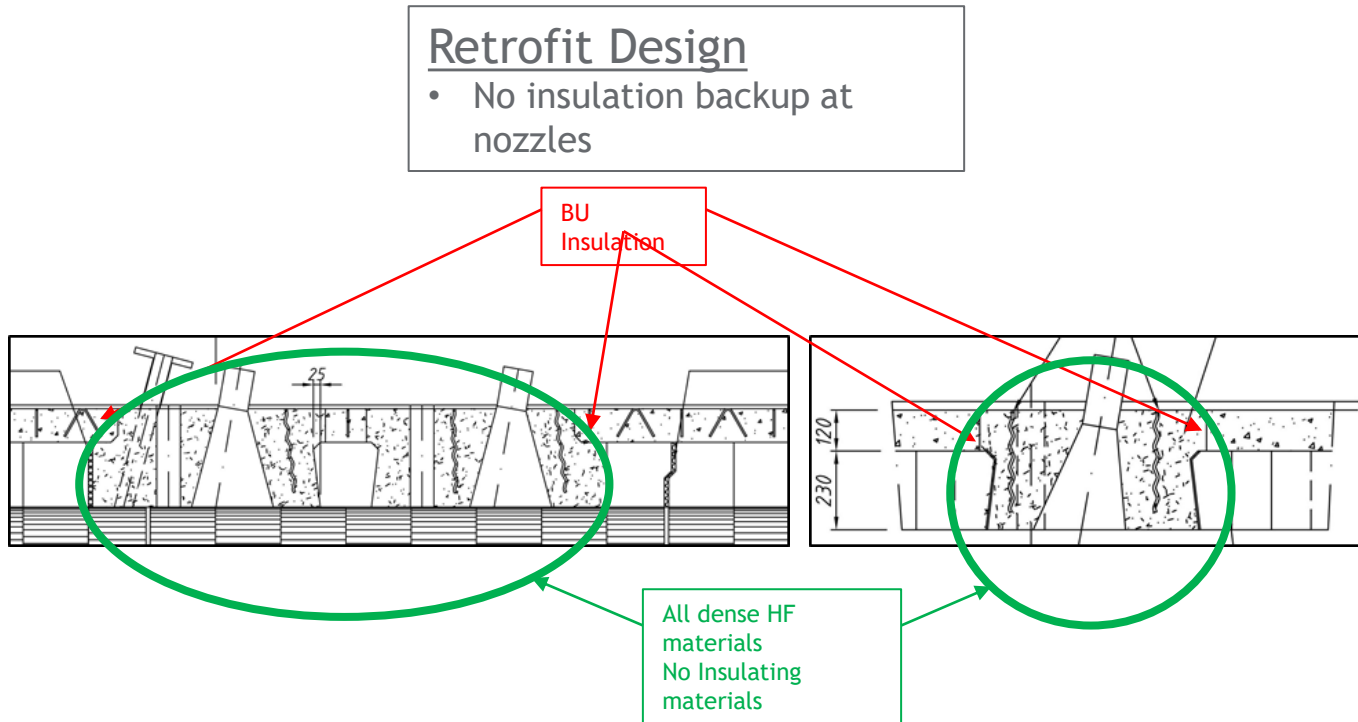 Retrofit Design
• No insulation backup at
nozzles
BU
Insulation
25
120
230
All dense HF
materials
No Insulating
materials